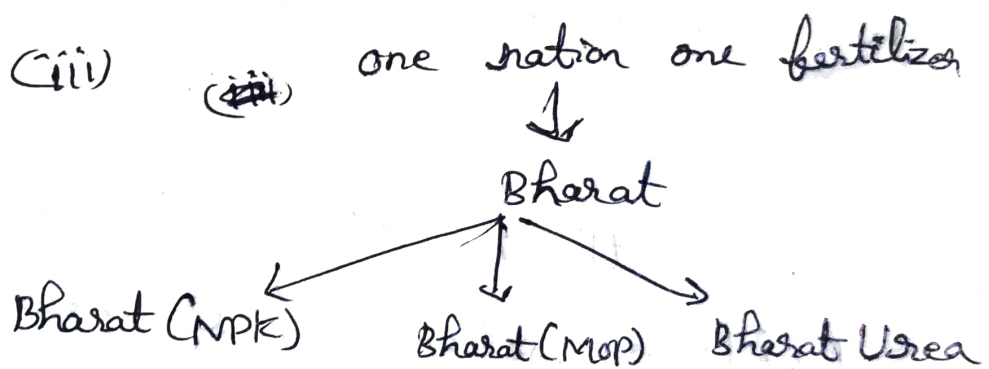 (iii) one nation one fertilizer
Bharat
Bharat (NPK) Bharat (MOP) Bharat Urea